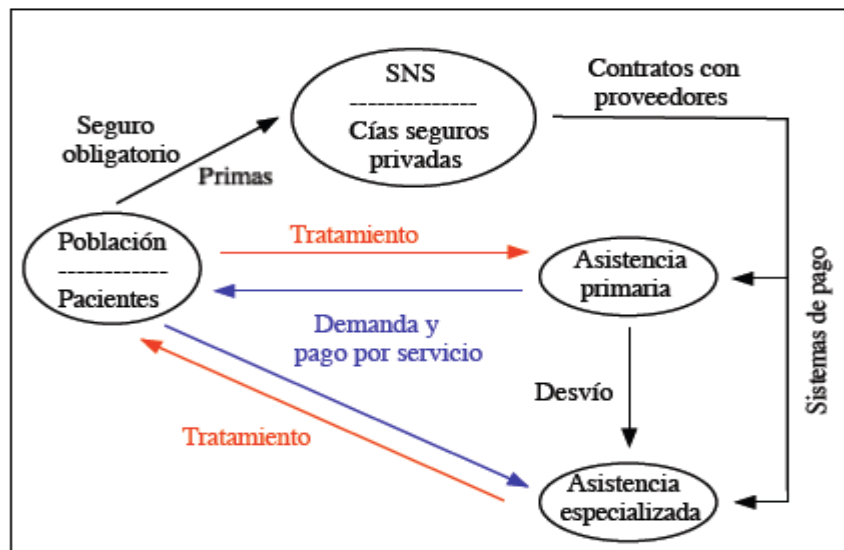 SNS
--------------
Cías seguros
privadas
Contratos con
proveedores
Seguro
obligatorio
Primas
Población
------------
Pacientes
Tratamiento
Asistencia
primaria
Demanda y
pago por servicio
Desvío
Sistemas de pago
Tratamiento
Asistencia
especializada